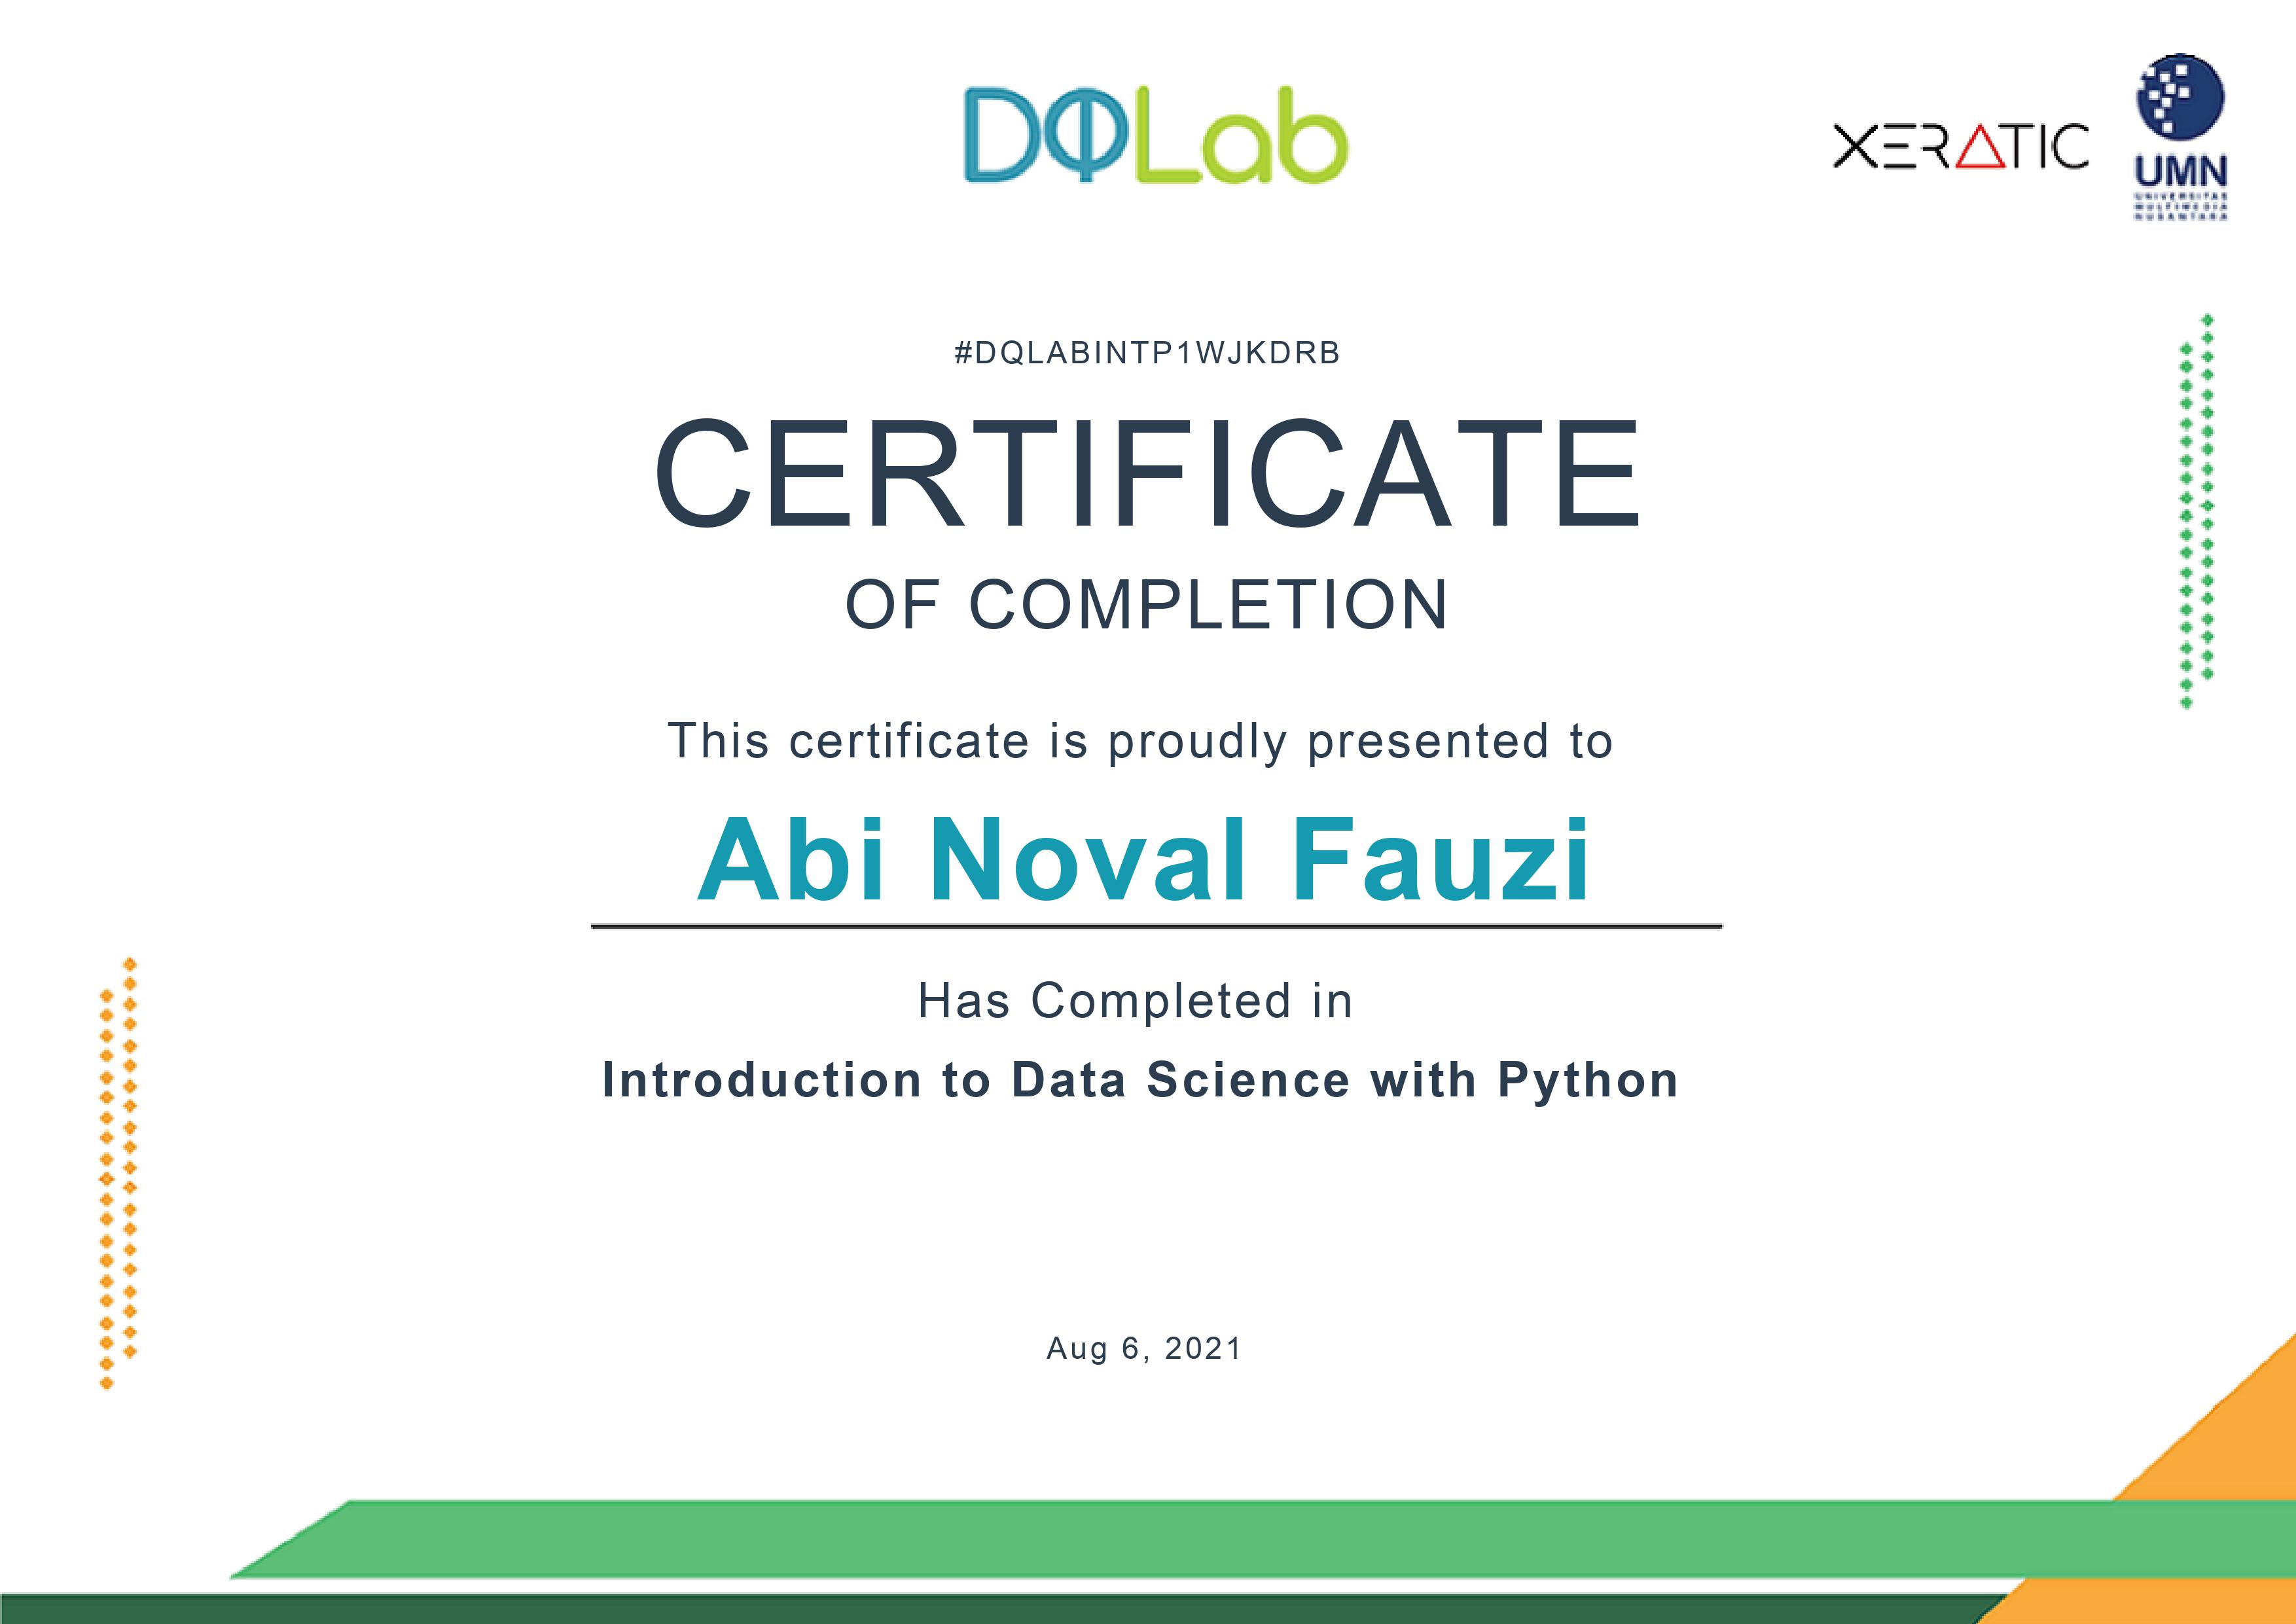 DQLab
XERATIC
UMN
UNIVERSITAS
MULTIMEDIA
NUSANTARA
#DQLABINTP1WJKDRB
CERTIFICATE
OF COMPLETION
This certificate is proudly presented to
Abi Noval Fauzi
Has Completed in
Introduction to Data Science with Python
Aug 6, 2021